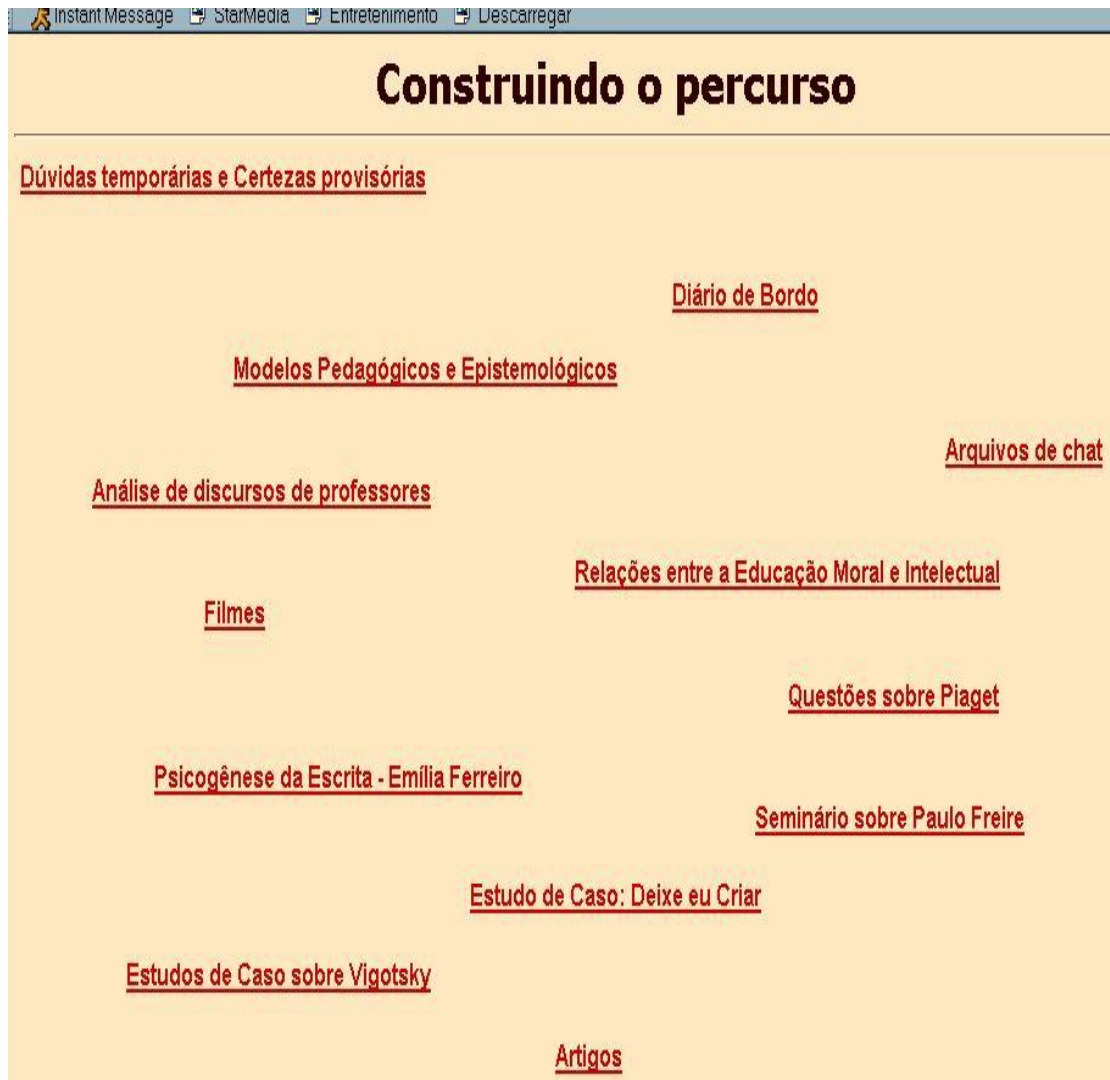 Instant Message StarMedia Entretenimento Descarregar
Construindo o percurso
Dúvidas temporárias e Certezas provisórias
Diário de Bordo
Modelos Pedagógicos e Epistemológicos
Arquivos de chat
Análise de discursos de professores
Relações entre a Educação Moral e Intelectual
Filmes
Questões sobre Piaget
Psicogênese da Escrita - Emília Ferreiro
Seminário sobre Paulo Freire
Estudo de Caso: Deixe eu Criar
Estudos de Caso sobre Vigotsky
Artigos